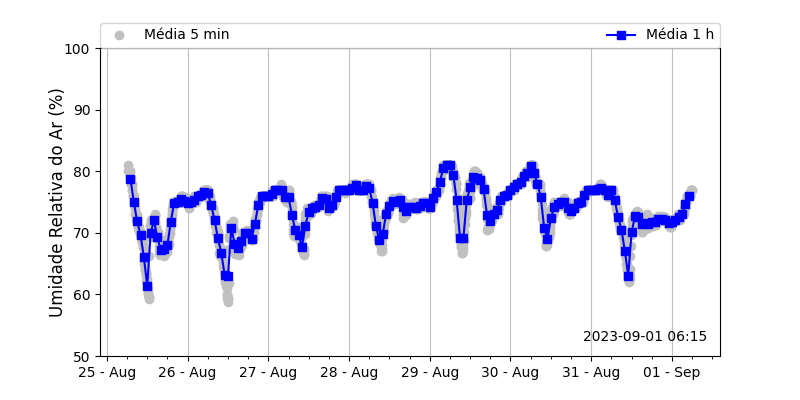 Média 5 min
Média 1 h
Umidade Relativa do Ar (%)
100
90
80
70
60
50
2023-09-01 06:15
25 - Aug
26 - Aug
27 - Aug
28 - Aug
29 - Aug
30 - Aug
31 - Aug
01 - Sep